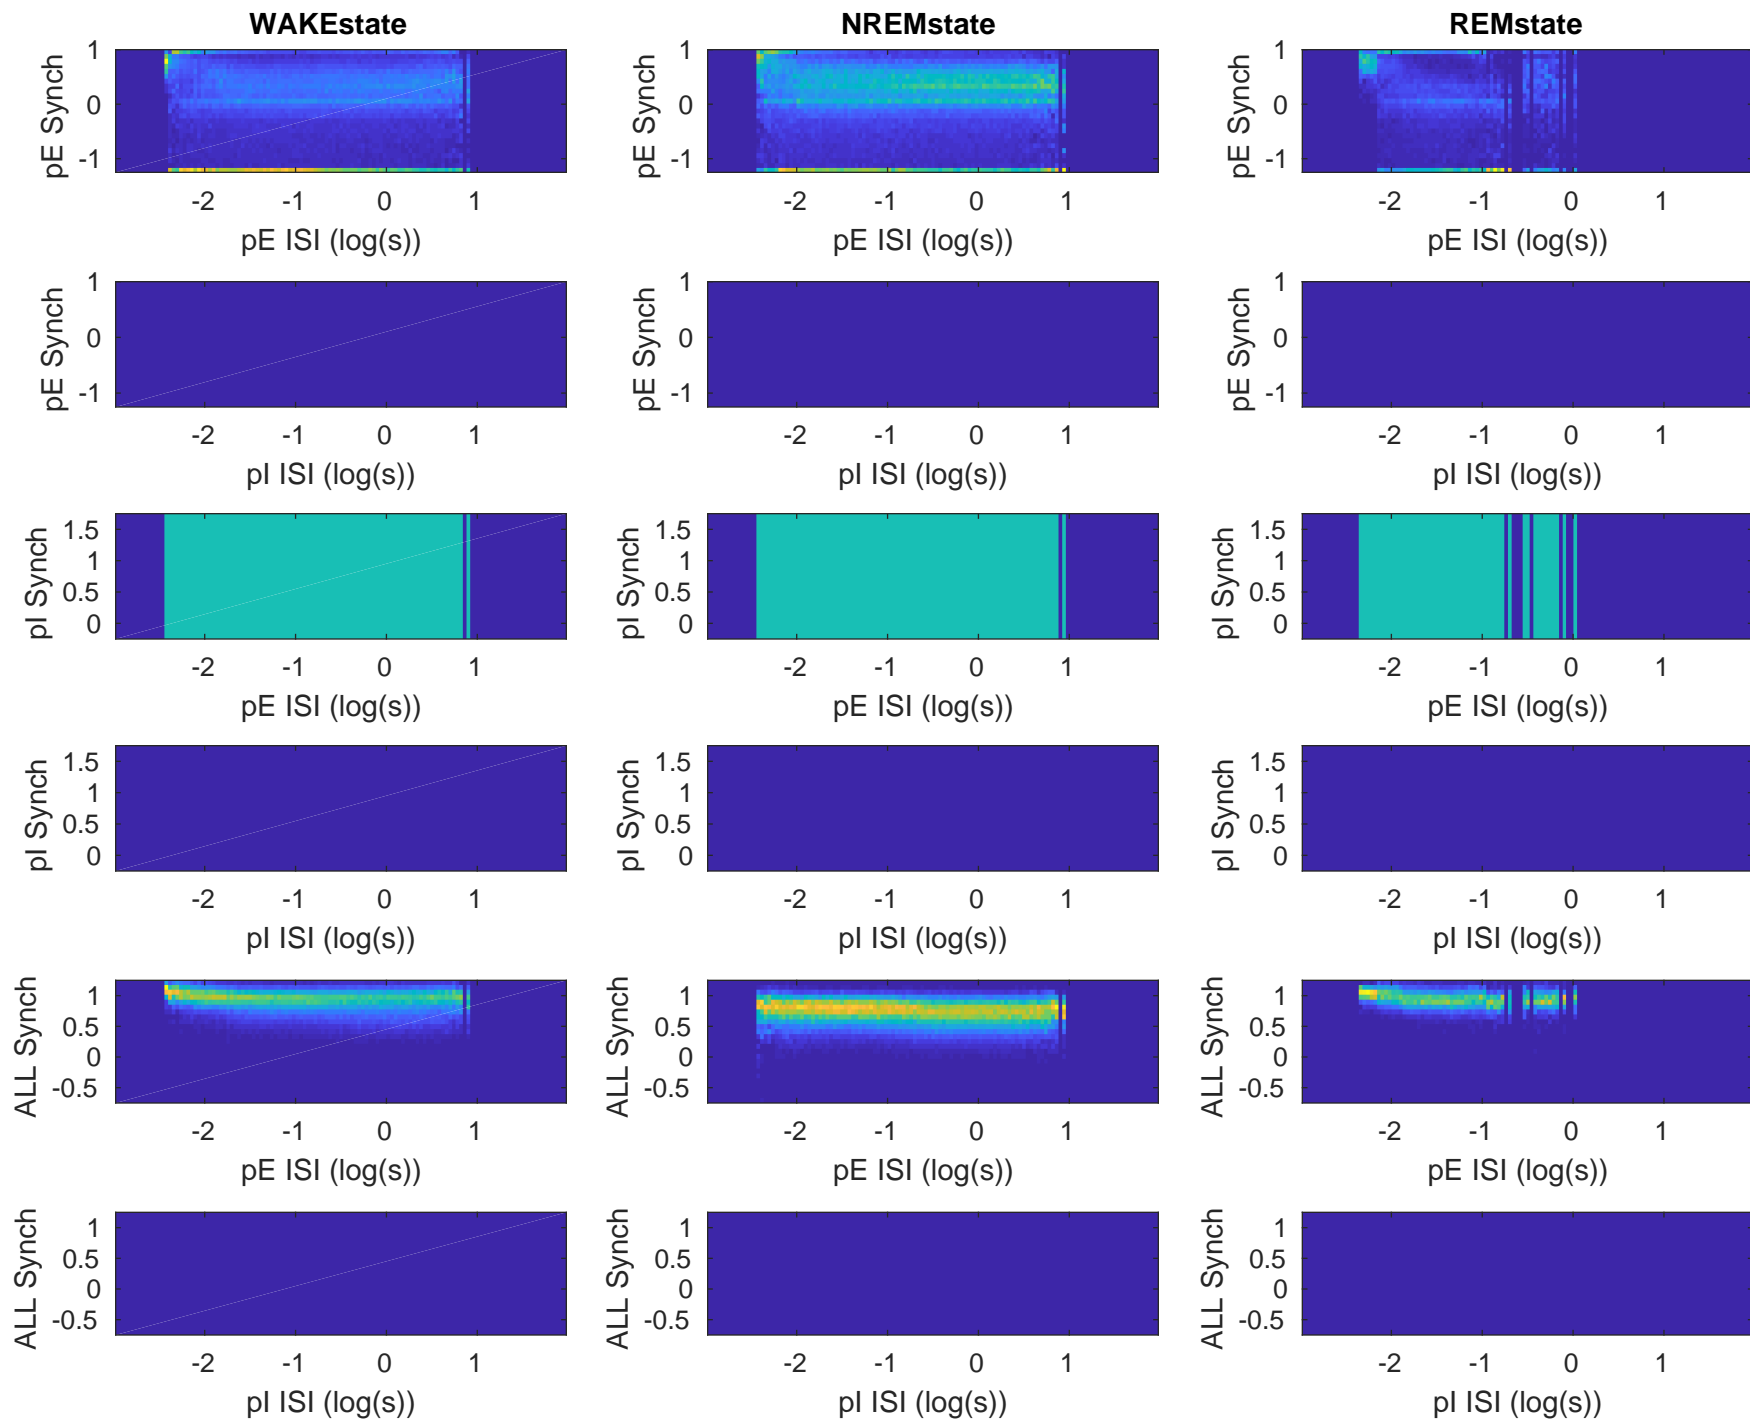 WAKEstate NREMstate REMstate
pE Synch 1 0 -1 pE Synch 1 0 -1 pE Synch 1 0 -1
-2 -1 0 1 -2 -1 0 1 -2 -1 0 1
pE ISI (log(s)) pE ISI (log(s)) pE ISI (log(s))
pE Synch 1 0 -1 pE Synch 1 0 -1 pE Synch 1 0 -1
-2 -1 0 1 -2 -1 0 1 -2 -1 0 1
pI ISI (log(s)) pI ISI (log(s)) pI ISI (log(s))
pI Synch 1.5 1 0.5 0 pI Synch 1.5 1 0.5 0 pI Synch 1.5 1 0.5 0
-2 -1 0 1 -2 -1 0 1 -2 -1 0 1
pE ISI (log(s)) pE ISI (log(s)) pE ISI (log(s))
pI Synch 1.5 1 0.5 0 pI Synch 1.5 1 0.5 0 pI Synch 1.5 1 0.5 0
-2 -1 0 1 -2 -1 0 1 -2 -1 0 1
pI ISI (log(s)) pI ISI (log(s)) pI ISI (log(s))
ALL Synch 1 0.5 0 -0.5 ALL Synch 1 0.5 0 -0.5 ALL Synch 1 0.5 0 -0.5
-2 -1 0 1 -2 -1 0 1 -2 -1 0 1
pE ISI (log(s)) pE ISI (log(s)) pE ISI (log(s))
ALL Synch 1 0.5 0 -0.5 ALL Synch 1 0.5 0 -0.5 ALL Synch 1 0.5 0 -0.5
-2 -1 0 1 -2 -1 0 1 -2 -1 0 1
pI ISI (log(s)) pI ISI (log(s)) pI ISI (log(s))